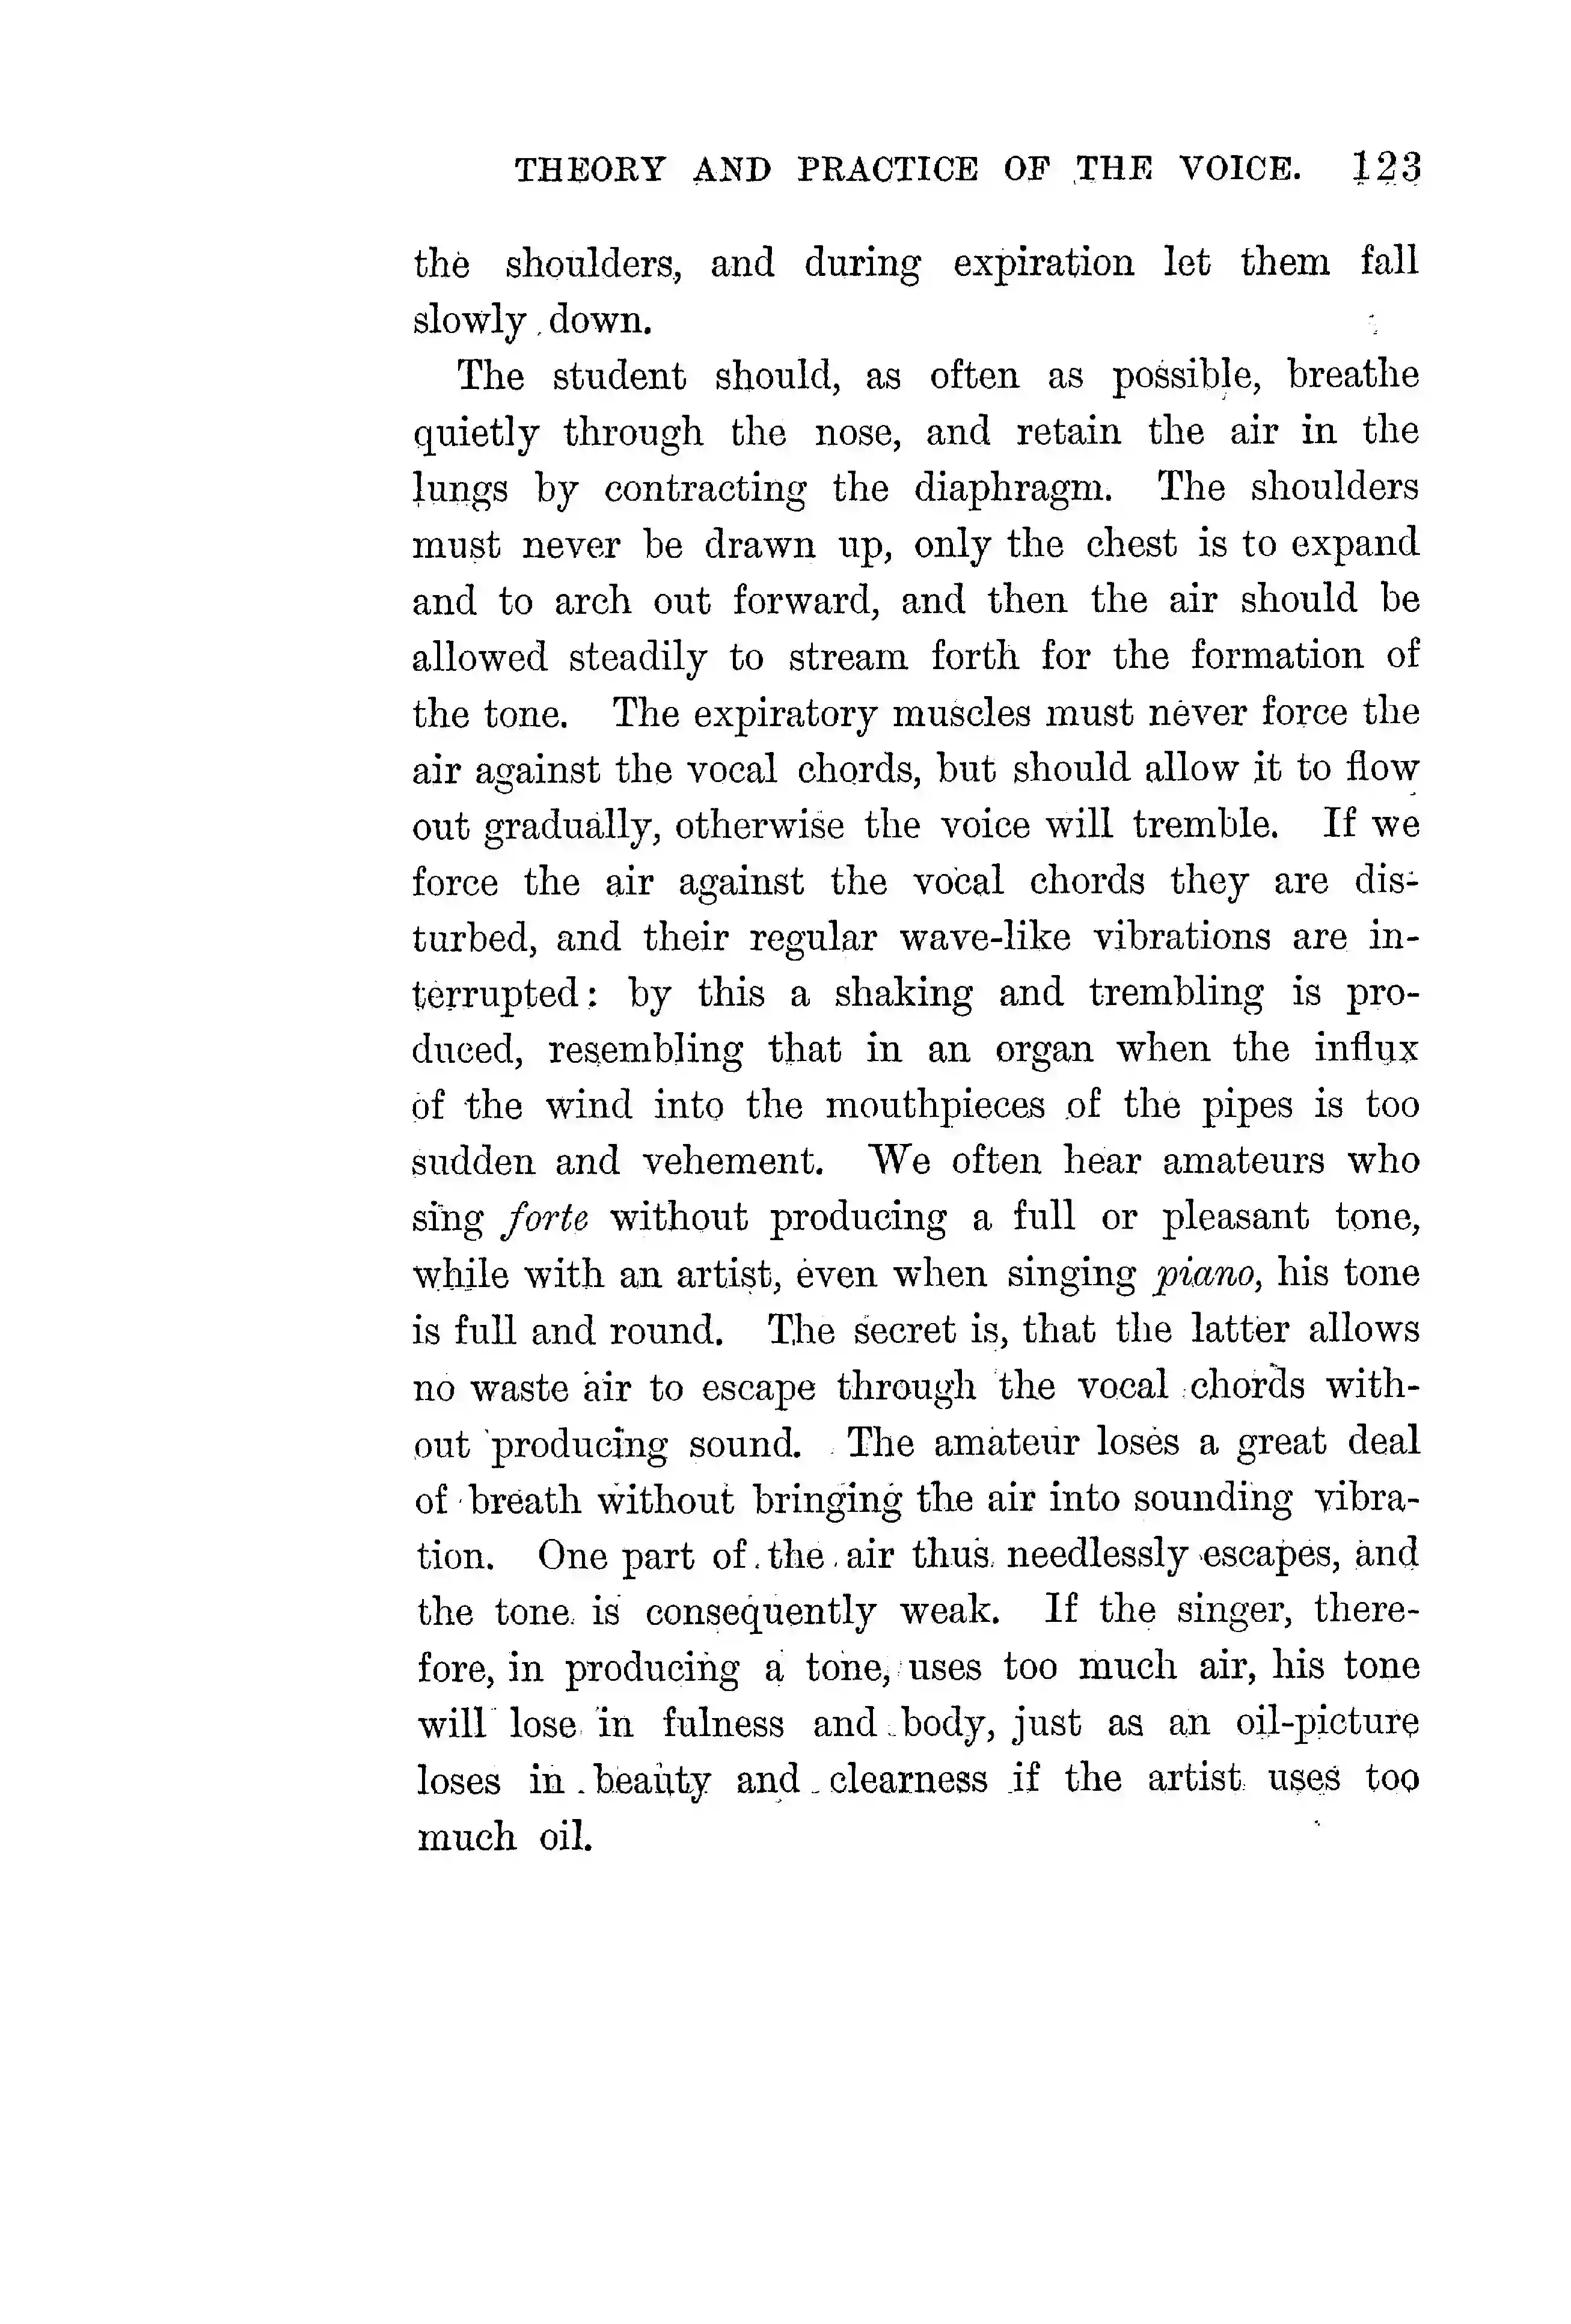 THEORY AND PRACTICE OF THE VOICE. 123
the shoulders, and during expiration let them fall
slowly down.
The student should, as often as possible, breathe
quietly through the nose, and retain the air in the
lungs by contracting the diaphragm. The shoulders
must never be drawn up, only the chest is to expand
and to arch out forward, and then the air should be
allowed steadily to stream forth for the formation of
the tone. The expiratory muscles must never force the
air against the vocal chords, but should allow it to flow
out gradually, otherwise the voice will tremble. If we
force the air against the vocal chords they are dis-
turbed, and their regular wave-like vibrations are in-
terrupted: by this a shaking and trembling is pro-
duced, resembling that in an organ when the influx
of the wind into the mouthpieces of the pipes is too
sudden and vehement. We often hear amateurs who
sing forte without producing a full or pleasant tone,
while with an artist, even when singing piano, his tone
is full and round. The secret is, that the latter allows
no waste air to escape through the vocal chords with-
out producing sound. The amateur loses a great deal
of breath without bringing the air into sounding vibra-
tion. One part of the air thus needlessly escapes, and
the tone is consequently weak. If the singer, there-
fore, in producing a tone, uses too much air, his tone
will lose in fulness and body, just as an oil-picture
loses in beauty and clearness if the artist uses too
much oil.